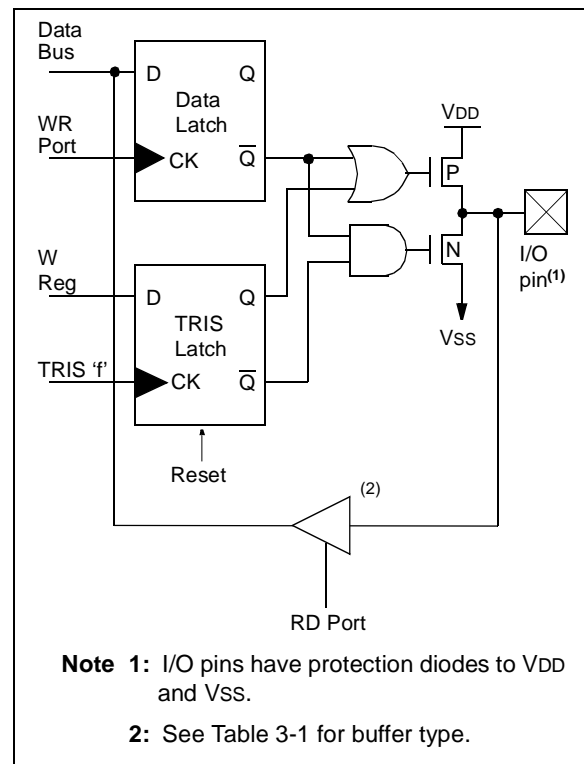 Data
Bus
D
Q
Data
Latch
WR
Port
CK
Q
VDD
P
N
I/O
pin(1)
VSS
W
Reg
D
Q
TRIS
Latch
TRIS ‘f’
CK
Q
Reset
(2)
RD Port
Note 1: I/O pins have protection diodes to VDD
and VSS.
2: See Table 3-1 for buffer type.